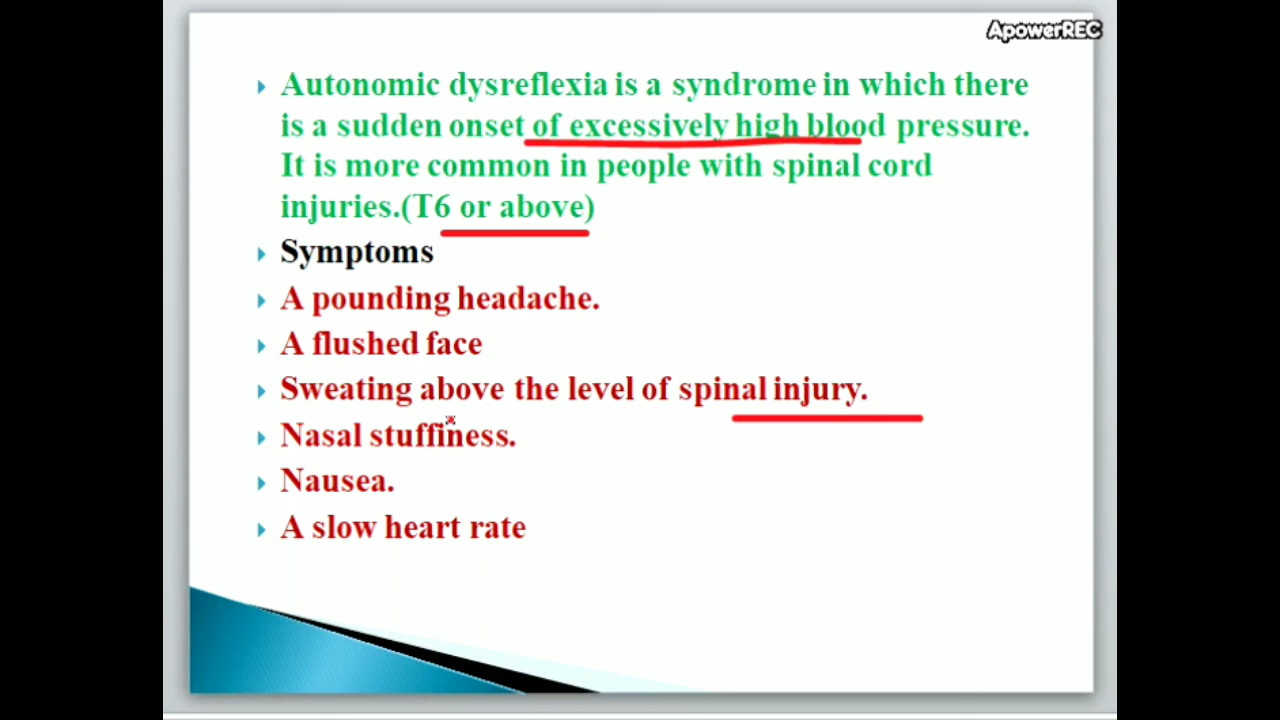 ApowerREC
Autonomic dysreflexia is a syndrome in which there
is a sudden onset of excessively high blood pressure.
It is more common in people with spinal cord
injuries.(T6 or above)
Symptoms
A pounding headache.
A flushed face
Sweating above the level of spinal injury.
Nasal stuffiness.
Nausea.
A slow heart rate